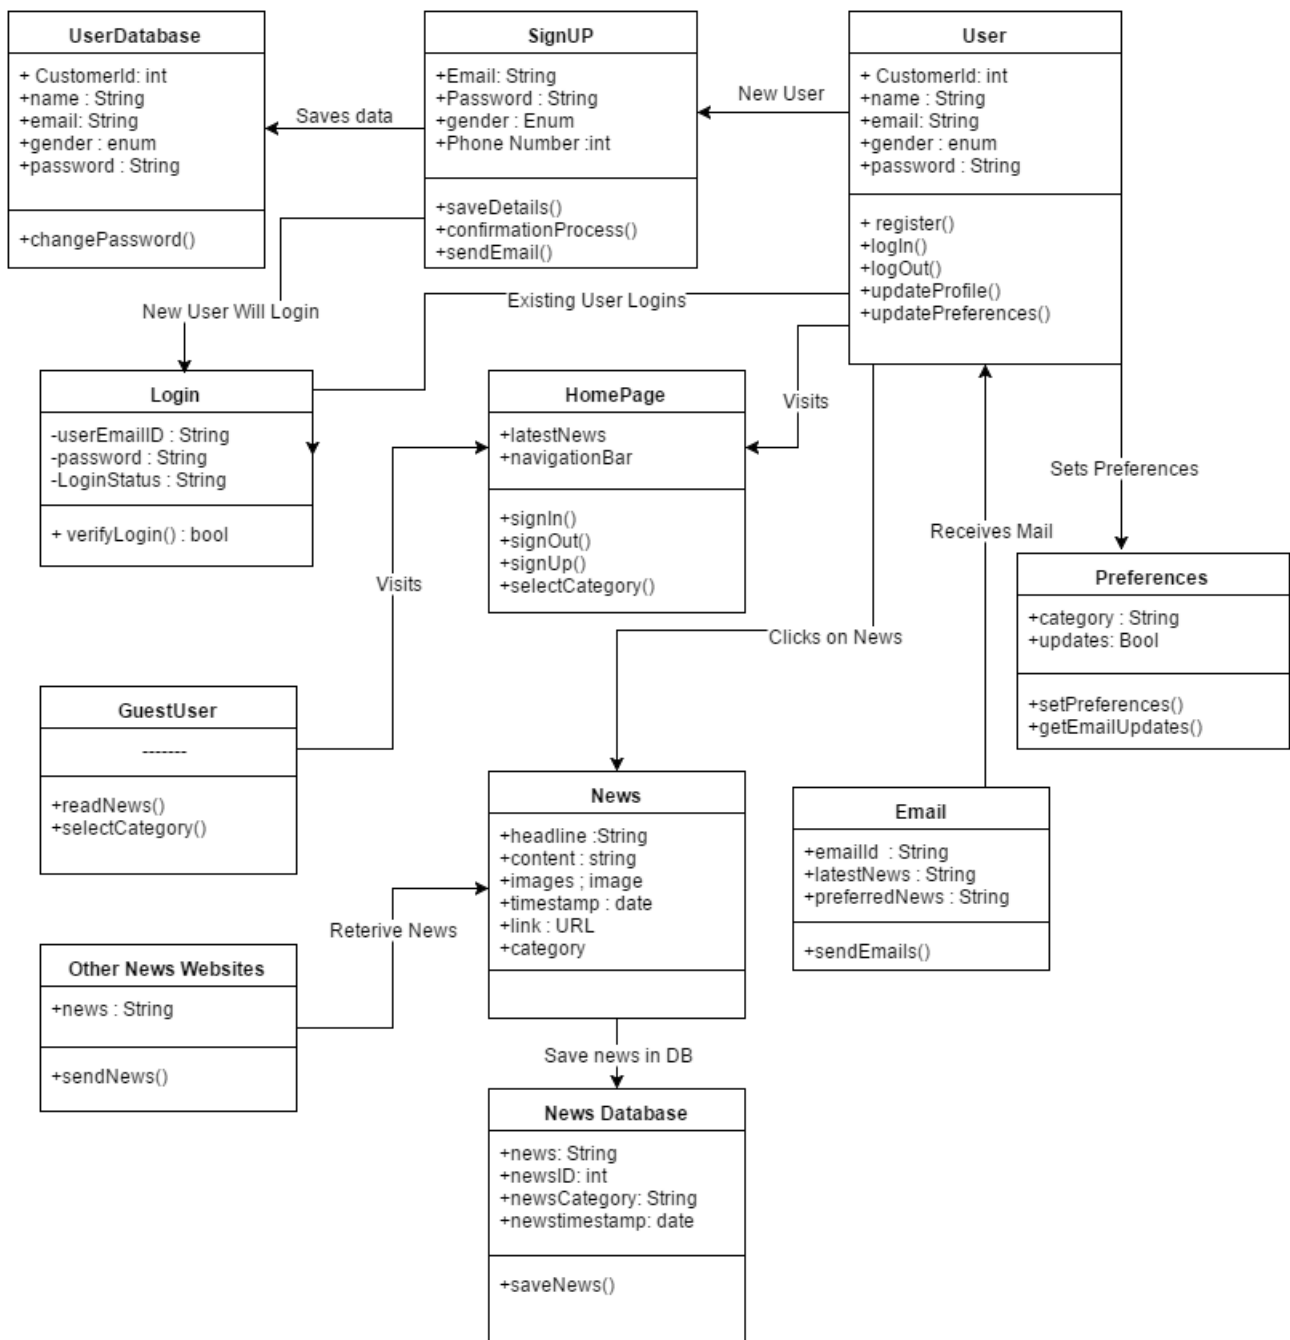 UserDatabase
+ CustomerId: int
+name : String
+email: String
+gender : enum
+password : String
+changePassword()
Saves data
SignUP
+Email: String
+Password : String
+gender : Enum
+Phone Number :int
+saveDetails()
+confirmationProcess()
+sendEmail()
New User
User
+ CustomerId: int
+name : String
+email: String
+gender : enum
+password : String
+ register()
+logIn()
+logOut()
+updateProfile()
+updatePreferences()
New User Will Login
Existing User Logins
Login
-userEmailID : String
-password : String
-LoginStatus : String
+ verifyLogin() : bool
HomePage
+latestNews
+navigationBar
+signIn()
+signOut()
+signUp()
+selectCategory()
Visits
Sets Preferences
Receives Mail
Visits
Preferences
+category : String
+updates: Bool
+setPreferences()
+getEmailUpdates()
Clicks on News
GuestUser
-------
+readNews()
+selectCategory()
News
+headline :String
+content : string
+images ; image
+timestamp : date
+link : URL
+category
Email
+emailId : String
+latestNews : String
+preferredNews : String
+sendEmails()
Reterive News
Other News Websites
+news : String
+sendNews()
Save news in DB
News Database
+news: String
+newsID: int
+newsCategory: String
+newstimestamp: date
+saveNews()